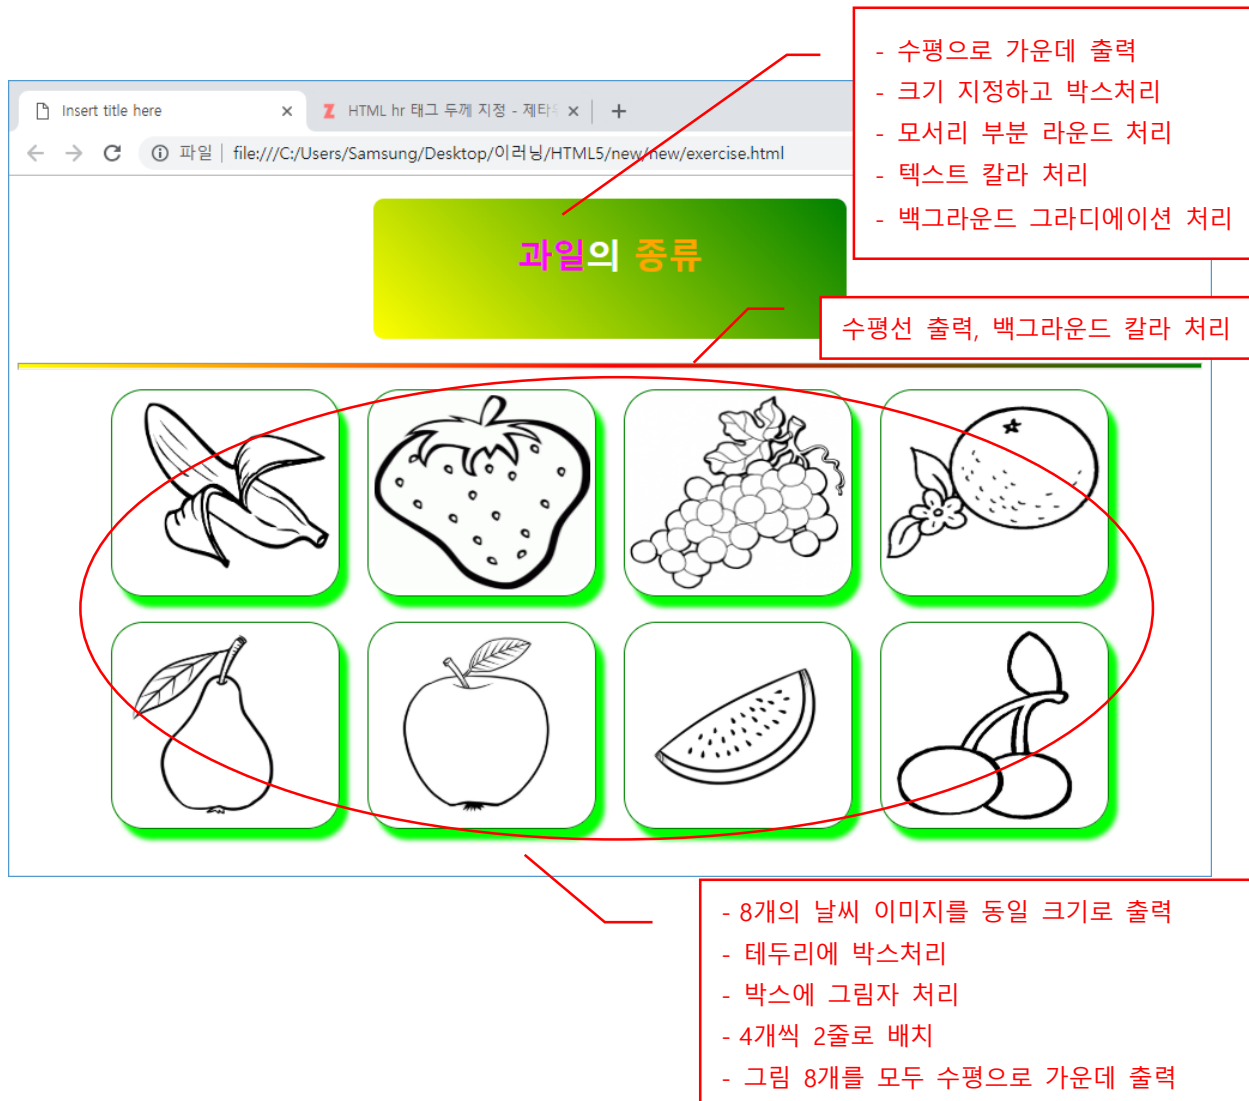 - 수평으로 가운데 출력
- 크기 지정하고 박스처리
- 모서리 부분 라운드 처리
- 텍스트 칼라 처리
- 백그라운드 그라디에이션 처리
Insert title here
HTML hr 태그 두께 지정 - 제타
파일 file:///C:/Users/Samsung/Desktop/이러닝/HTML5/new/new/exercise.html
과일의 종류
수평선 출력, 백그라운드 칼라 처리
- 8개의 날씨 이미지를 동일 크기로 출력
- 테두리에 박스처리
- 박스에 그림자 처리
- 4개씩 2줄로 배치
- 그림 8개를 모두 수평으로 가운데 출력